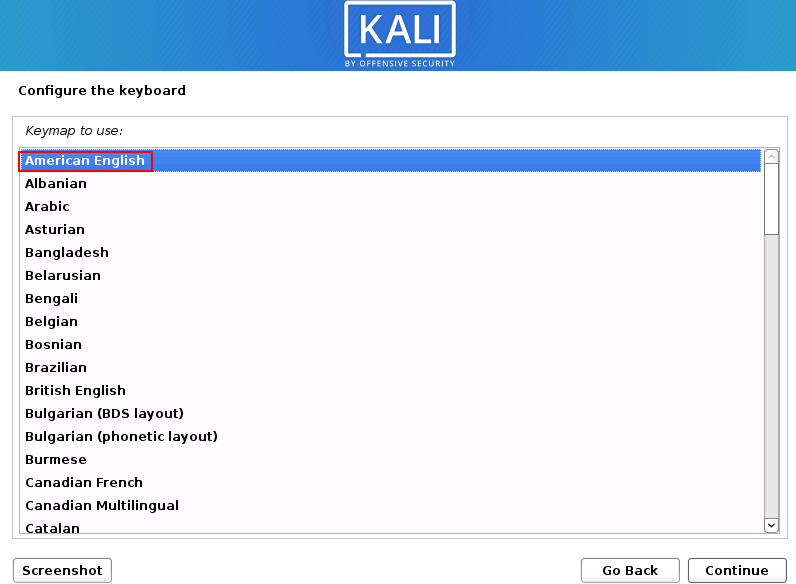 KALI
BY OFFENSIVE SECURITY
Configure the keyboard
Keymap to use:
American English
Albanian
Arabic
Asturian
Bangladesh
Belarusian
Bengali
Belgian
Bosnian
Brazilian
British English
Bulgarian (BDS layout)
Bulgarian (phonetic layout)
Burmese
Canadian French
Canadian Multilingual
Catalan
Screenshot
Go Back
Continue